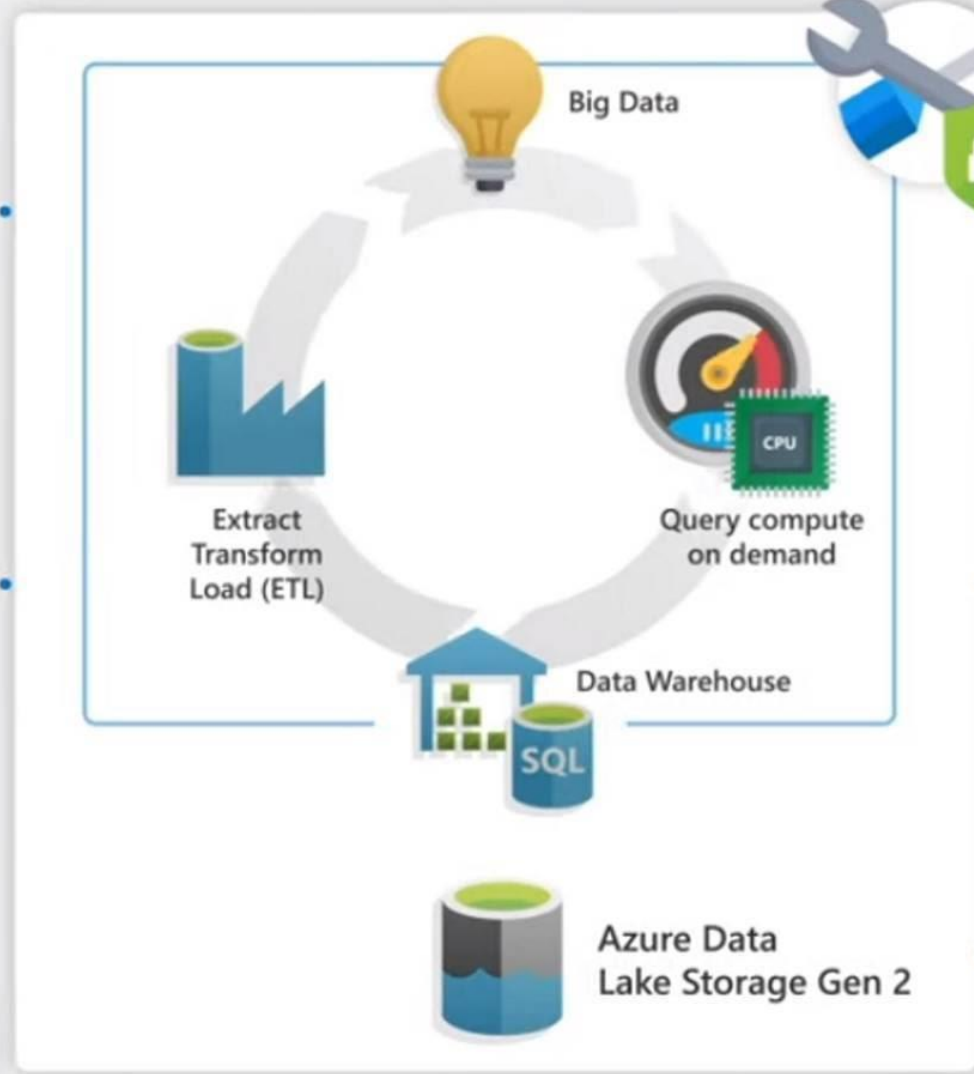 Big Data
CPU
Query compute
on demand
Extract
Transform
Load (ETL)
Data Warehouse
SQL
Azure Data
Lake Storage Gen 2